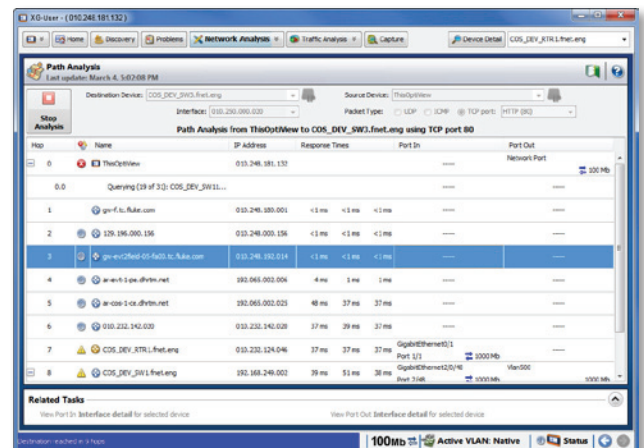 XG-User - ( 010.248.181.132 )
Home Discovery Problems Network Analysis Traffic Analysis Capture Device Detail COS_DEV_RTR1.fnet.eng
Path Analysis
Last update: March 4, 5:02:08 PM
Stop Analysis
Destination Device: COS_DEV_SW3.fnet.eng Source Device: ThisOptiView
Interface: 010.250.000.020 Packet Type: UDP ICMP TCP port: HTTP (80)
Path Analysis from ThisOptiView to COS_DEV_SW3.fnet.eng using TCP port 80
Hop Name IP Address Response Times Port In Port Out
0 ThisOptiView 010.248.181.132 ---- Network Port 100 Mb
0.0 Querying (19 of 31): COS_DEV_SW11... ---- ----
1 gw-f.tc.fluke.com 010.248.180.001 <1 ms <1 ms <1 ms ---- ----
2 129.196.000.156 010.248.000.156 <1 ms <1 ms <1 ms ---- ----
3 010.248.192.014 <1 ms <1 ms <1 ms ---- ----
4 ar-evt-1-pe.dhrtm.net 192.065.002.006 4 ms 1 ms 1 ms ---- ----
5 ar-cos-1-ce.dhrtm.net 192.065.002.025 48 ms 37 ms 37 ms ---- ----
6 010.232.142.020 37 ms 39 ms 37 ms ---- ----
7 COS_DEV_RTR1.fnet.eng 010.232.124.046 37 ms 37 ms 37 ms GigabitEthernet0/1 Port 1/1 1000 Mb ----
8 COS_DEV_SW1.fnet.eng 192.168.249.002 39 ms 51 ms 38 ms GigabitEthernet2/0/48 Port 2/48 1000 Mb Vlan500 1000 Mb
Related Tasks
View Port In Interface detail for selected device View Port Out Interface detail for selected device
Destination reached in 9 hops 100Mb Active VLAN: Native Status